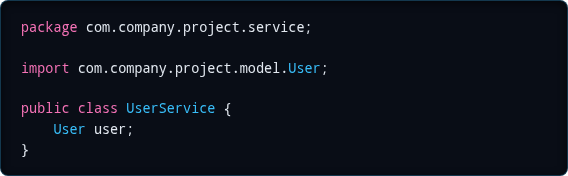 package com.company.project.service;
import com.company.project.model.User;
public class UserService {
    User user;
}